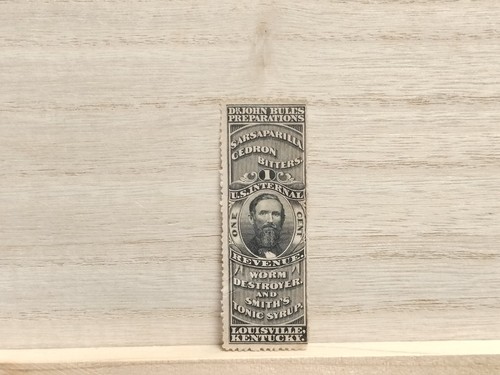 DR. JOHN BULL'S
PREPARATIONS
SARSAPARILLA,
CEDRON
BITTERS.
1
U.S. INTERNAL
ONE CENT
REVENUE.
WORM
DESTROYER,
AND
SMITH'S
TONIC SYRUP.
LOUISVILLE,
KENTUCKY.